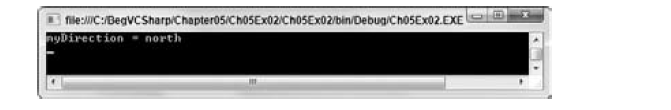 file:///C:/BegVCSharp/Chapter05/Ch05Ex02/Ch05Ex02/bin/Debug/Ch05Ex02.EXE
myDirection = north